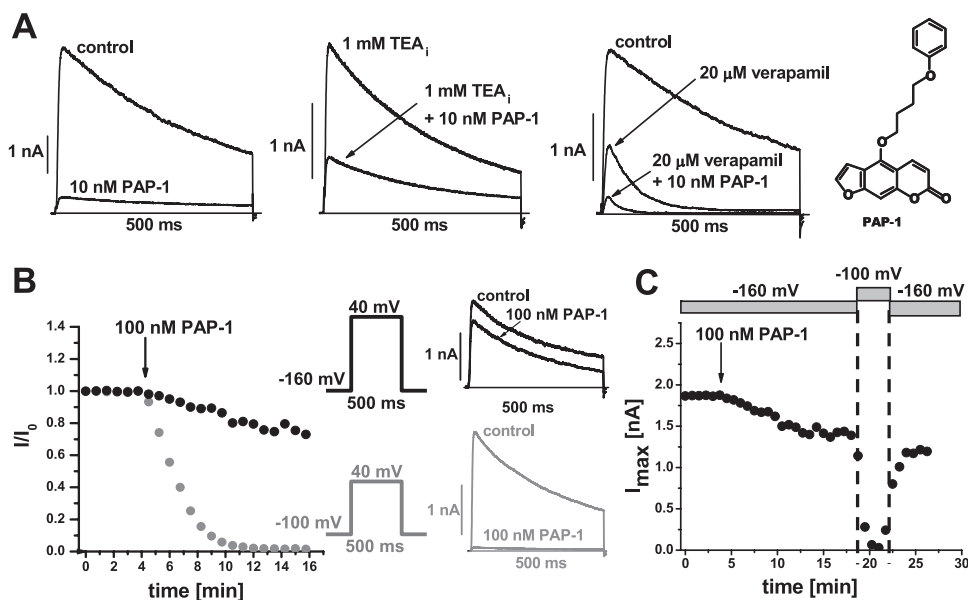 A
control
1 nA
10 nM PAP-1
500 ms
1 mM TEAi
1 mM TEAi
+ 10 nM PAP-1
1 nA
500 ms
control
20 µM verapamil
1 nA
20 µM verapamil
+ 10 nM PAP-1
500 ms
O
O
O
O
O
PAP-1
B
1.4
1.2
1.0
0.8
0.6
0.4
0.2
0.0
I/I0
100 nM PAP-1
0 2 4 6 8 10 12 14 16
time [min]
40 mV
-160 mV
500 ms
control
100 nM PAP-1
1 nA
500 ms
40 mV
-100 mV
500 ms
control
1 nA
100 nM PAP-1
500 ms
C
-100 mV
-160 mV
-160 mV
100 nM PAP-1
2.5
2.0
1.5
1.0
0.5
0.0
Imax [nA]
0 5 10 15 20 25 30
time [min]